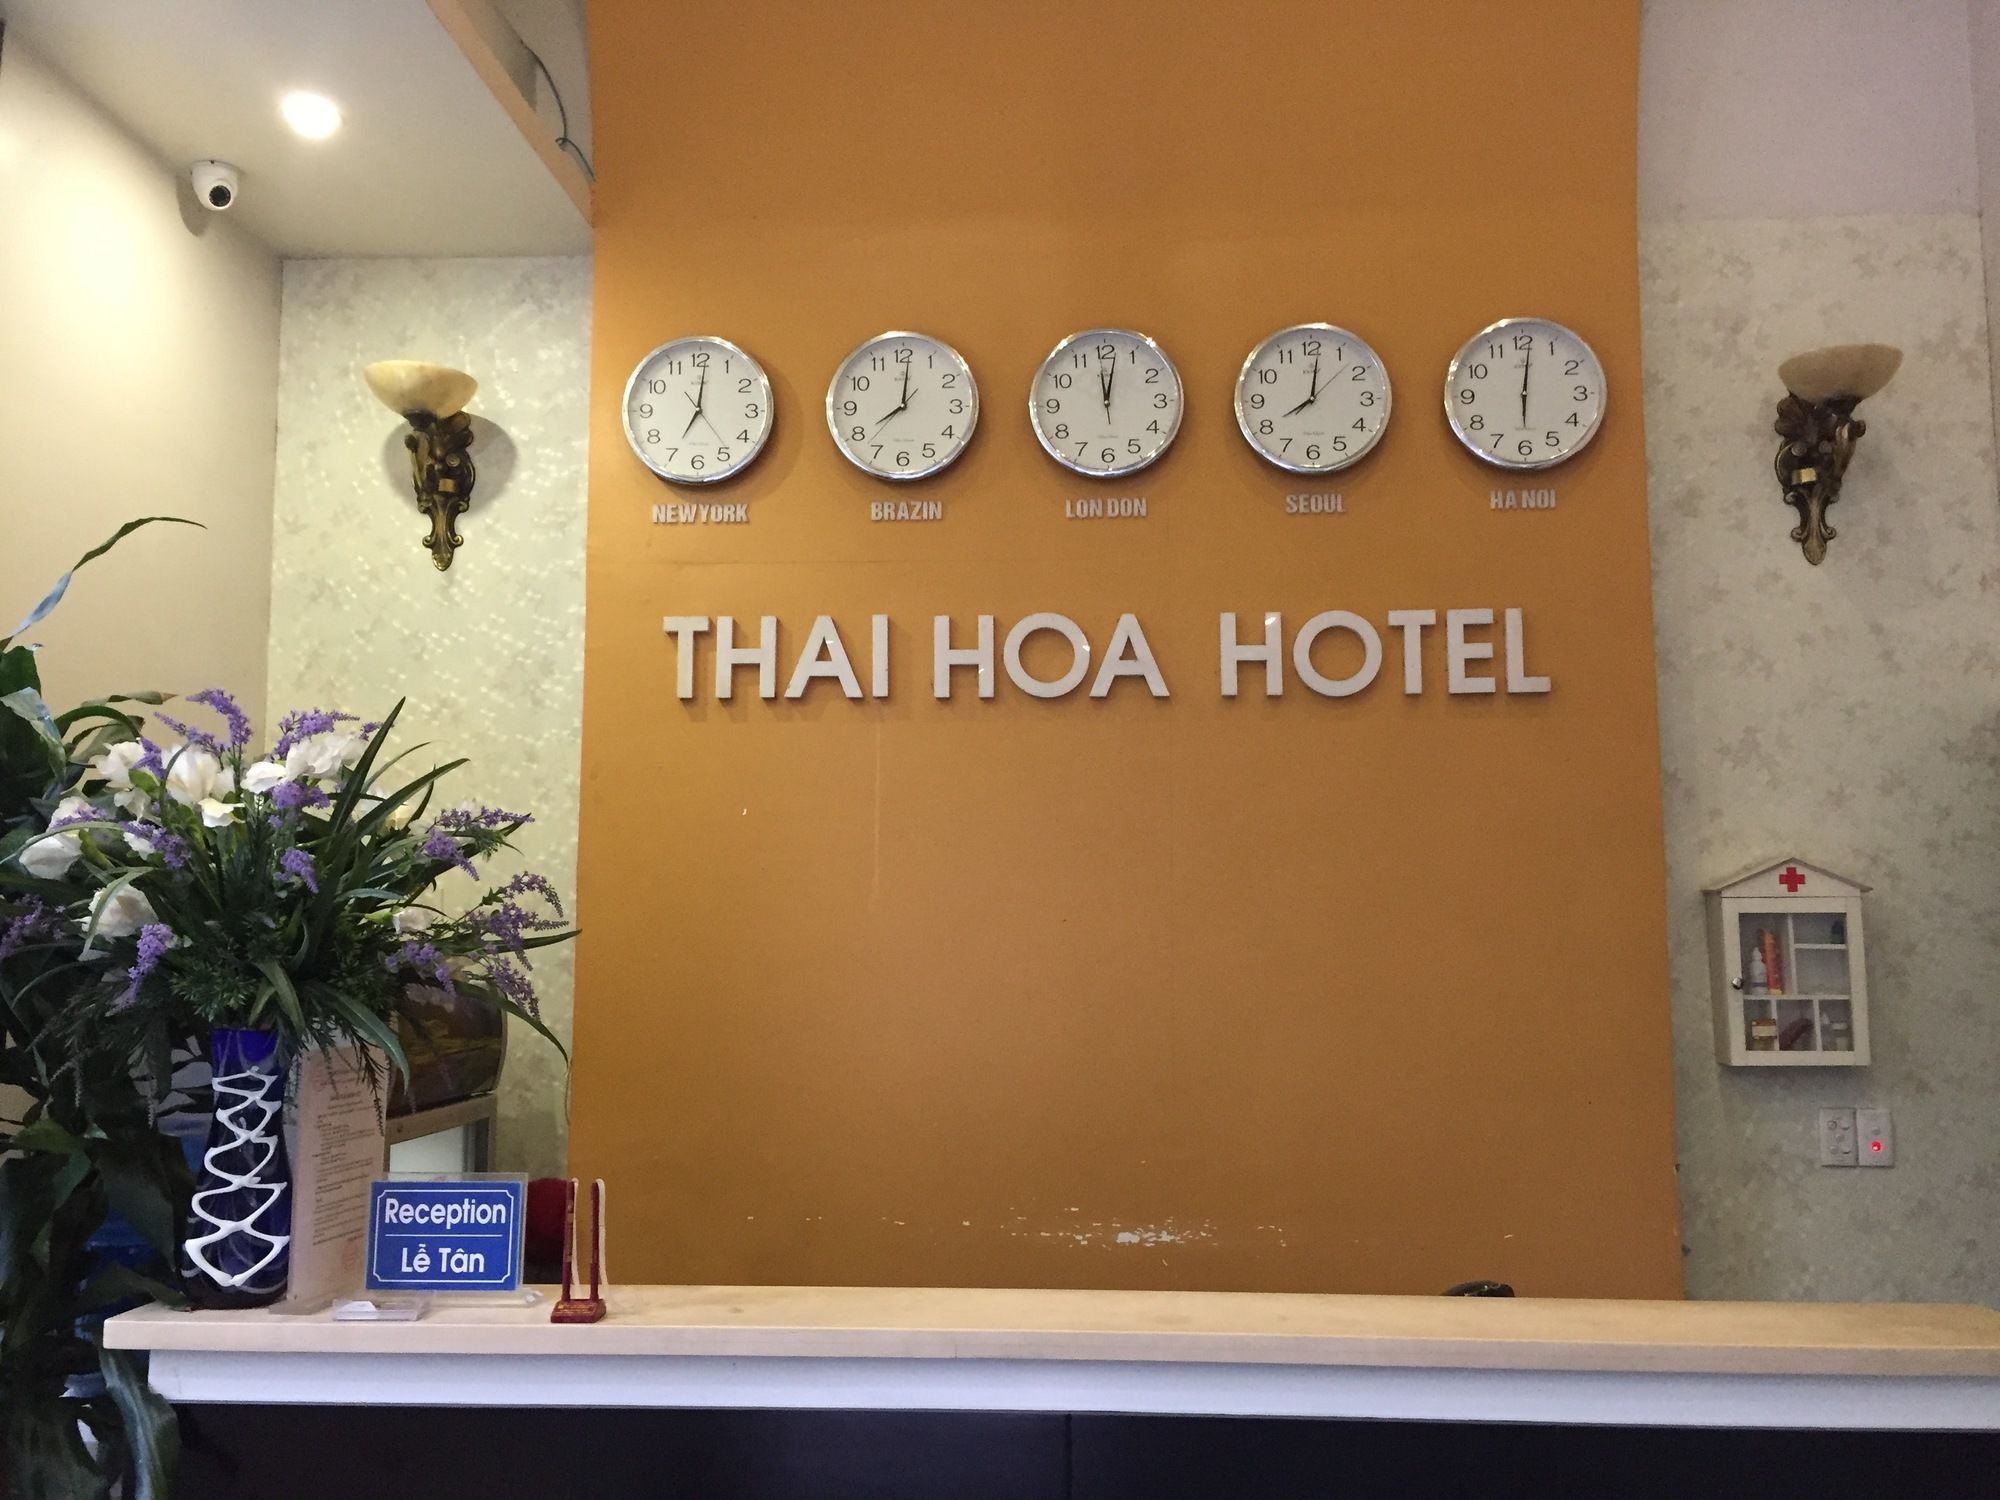 NEWYORK
BRAZIN
LON DON
SEOUL
HA NOI
THAI HOA HOTEL
Reception
Lễ Tân